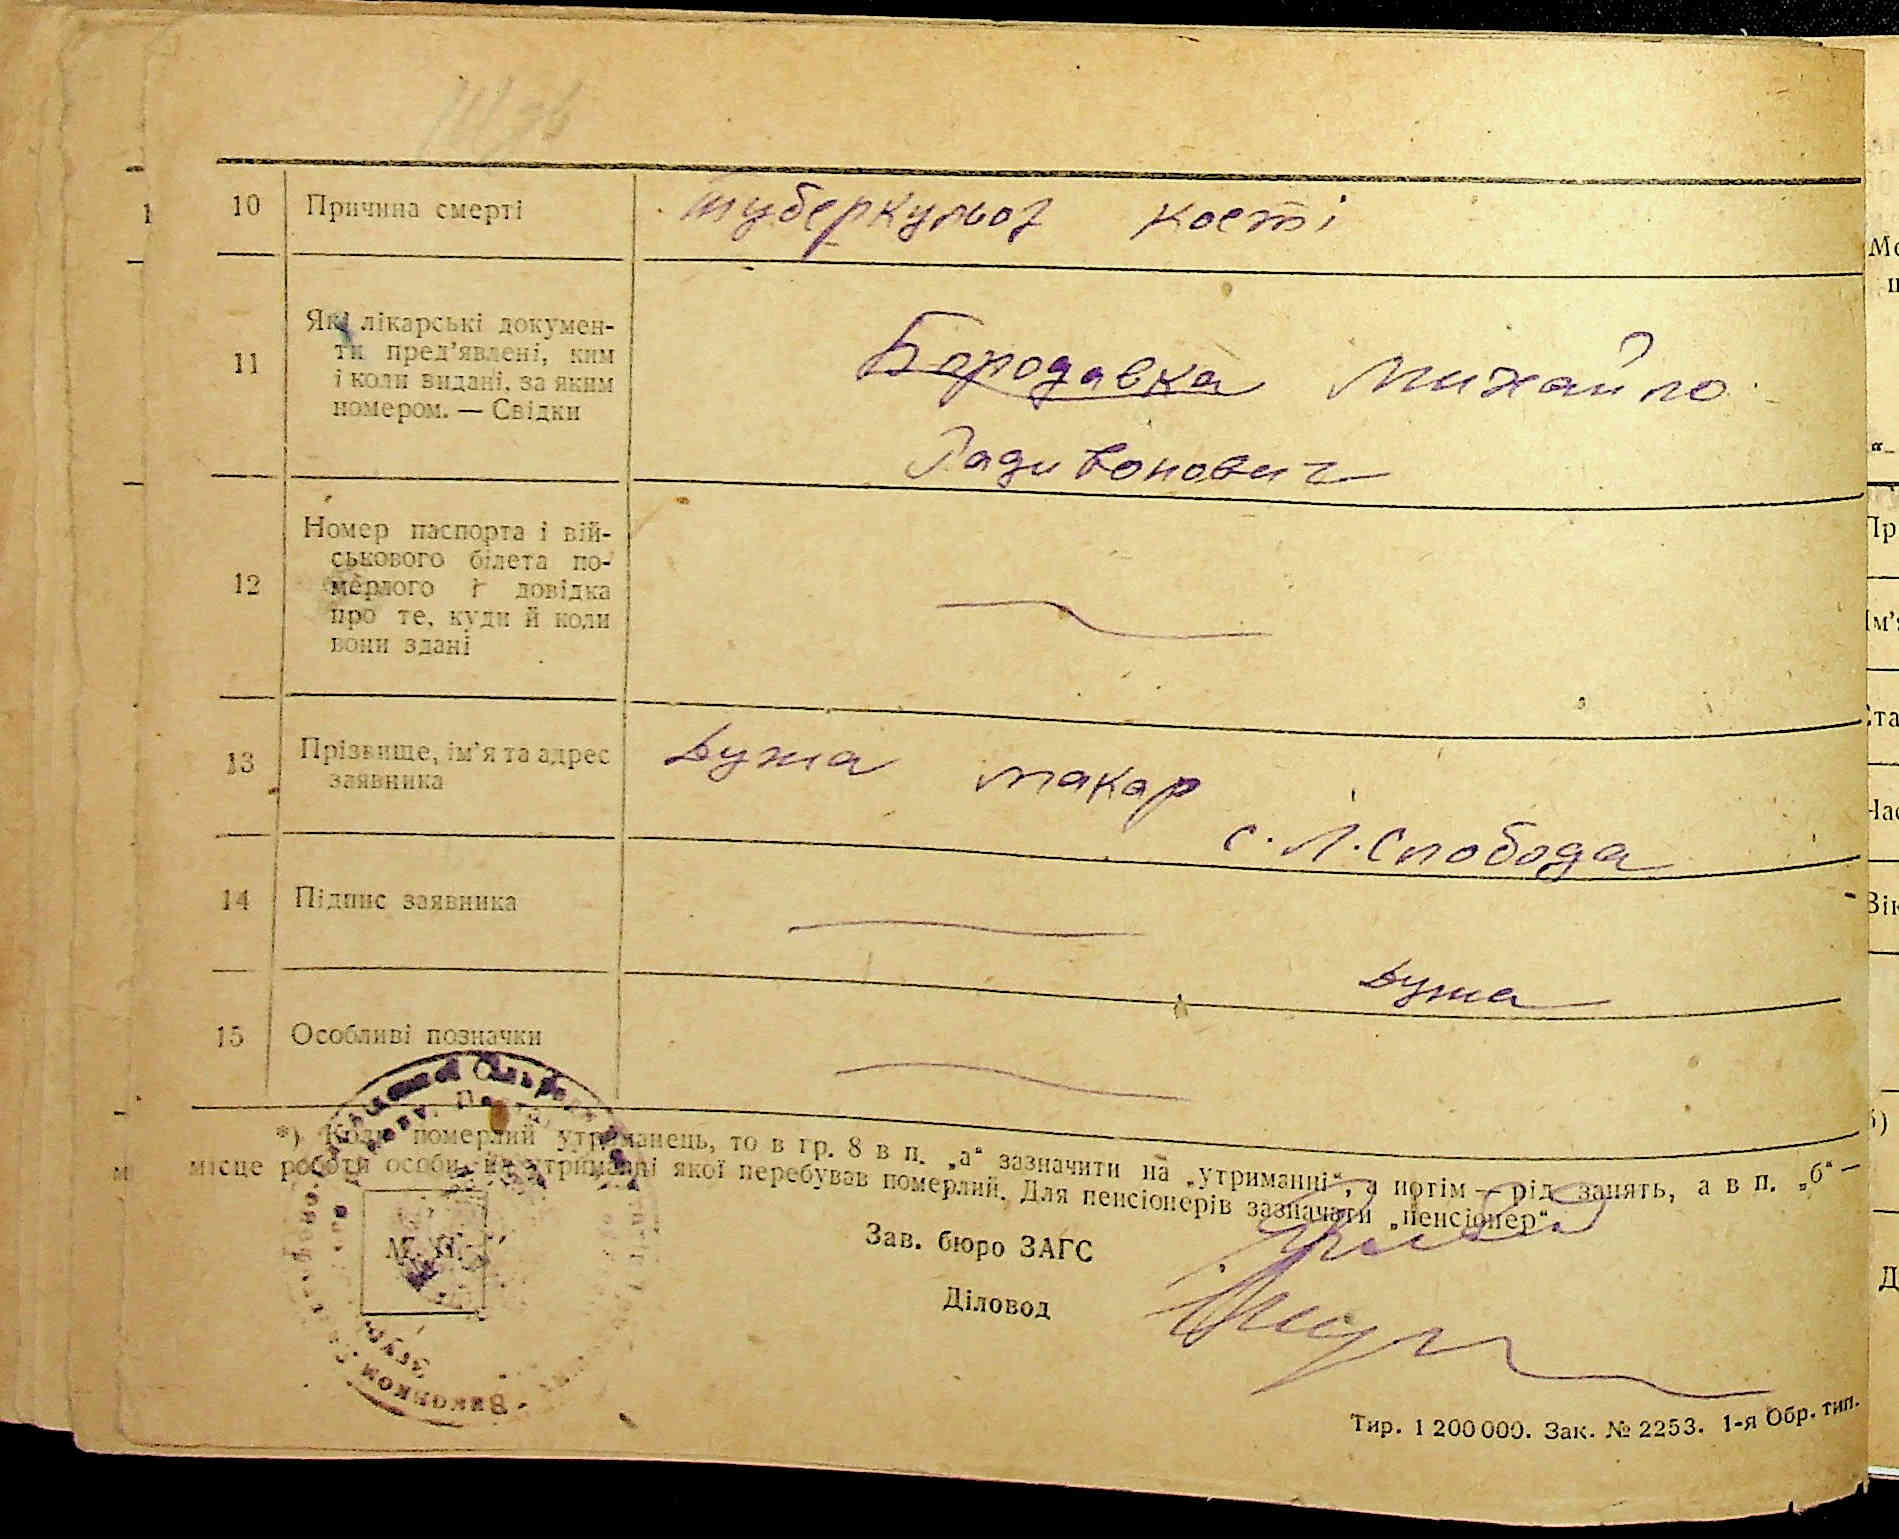 10 Причина смерті туберкульоз кості
11 Які лікарські докумен-
ти пред'явлені, ким
і коли видані, за яким
номером. — Свідки
Бородавка Михайло
Радивонович
12 Номер паспорта і вій-
ськового білета по-
мерлого і довідка
про те, куди й коли
вони здані
13 Прізвище, ім'я та адрес
заявника
Бужа Макар
с. Л. Слобода
14 Підпис заявника
Бужа
15 Особливі позначки
*) Коли померлий утриманець, то в гр. 8 в п. „а“ зазначити на „утриманні“, а потім — рід занять, а в п. „б“ —
місце роботи особи, на утриманні якої перебував померлий. Для пенсіонерів зазначати „пенсіонер“.
М. П.
Виконком
Зав. бюро ЗАГС
Діловод
Тир. 1 200 000. Зак. № 2253. 1-я Обр. тип.